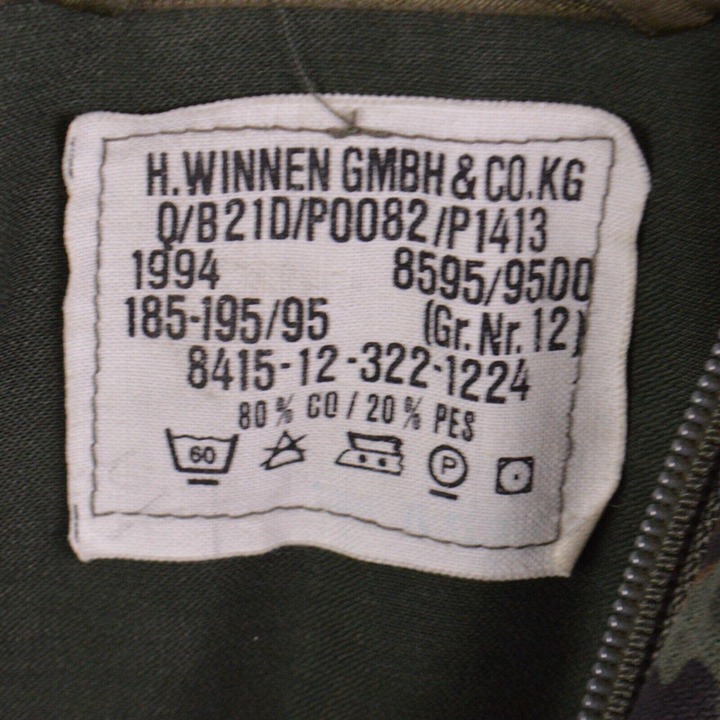 H.WINNEN GMBH & CO.KG
Q/B21D/P0082/P1413
1994 8595/9500
185-195/95 (Gr. Nr. 12)
8415-12-322-1224
80% CO / 20% PES
60 P